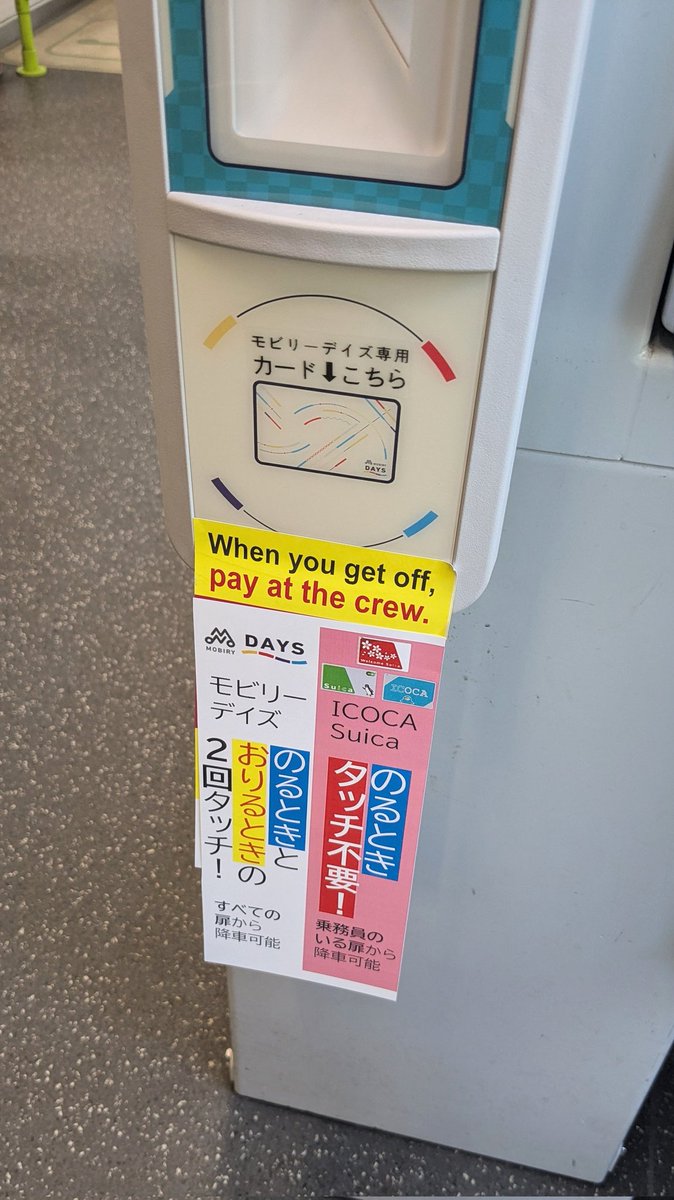 モビリーデイズ専用
カード⬇こちら
MOBIRY
DAYS
When you get off,
pay at the crew.
MOBIRY
DAYS
モビリー
デイズ
のるときと
おりるときの
2回タッチ!
すべての
扉から
降車可能
Welcome Suica
Suica
ICOCA
ICOCA
Suica
のるとき
タッチ不要!
乗務員の
いる扉から
降車可能